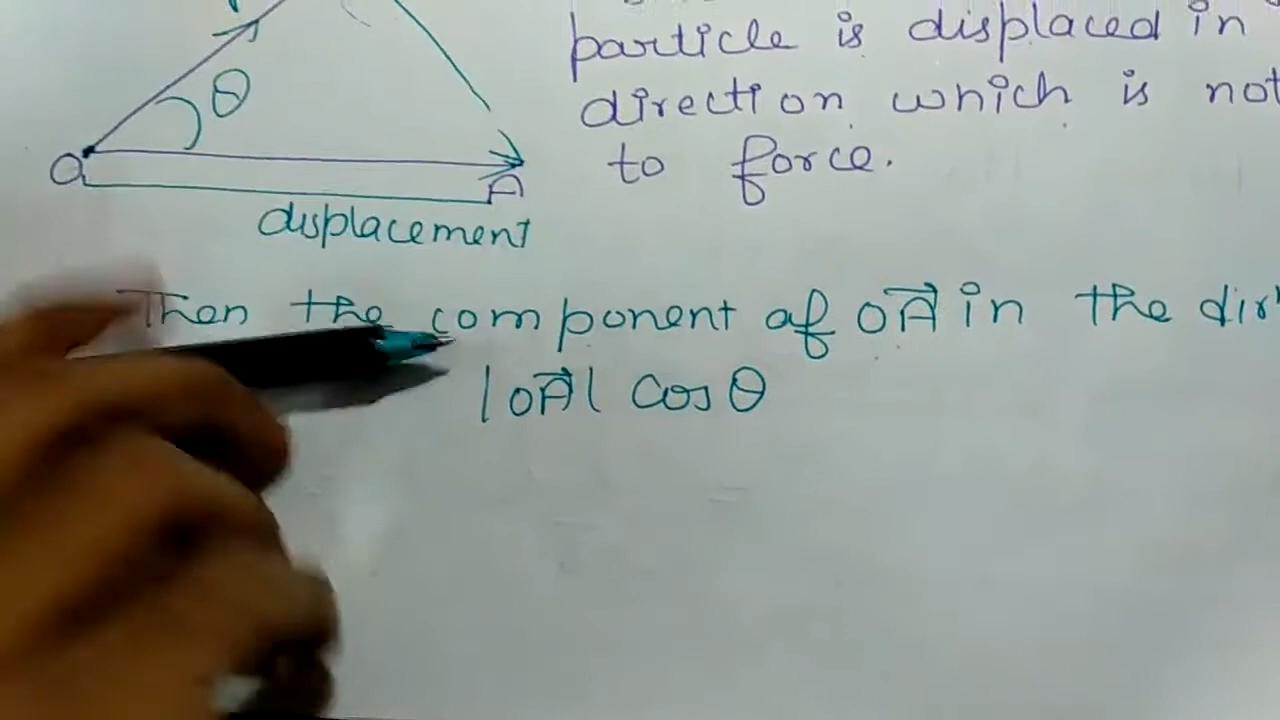 particle is displaced in
direction which is not
to force.
θ
O
A
displacement
Then the component of OA⃗ in the dir
|OA⃗| cos θ